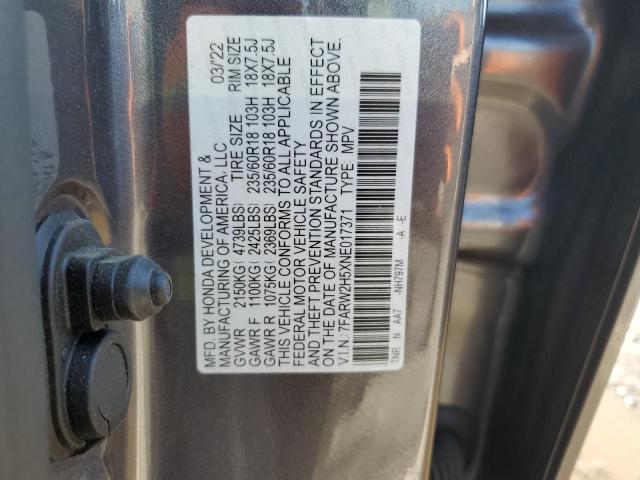 MFD.BY HONDA DEVELOPMENT &
MANUFACTURING OF AMERICA, LLC 03/'22
GVWR 2150KG( 4739LBS) TIRE SIZE RIM SIZE
GAWR F 1100KG( 2425LBS) 235/60R18 103H 18X7.5J
GAWR R 1075KG( 2369LBS) 235/60R18 103H 18X7.5J
THIS VEHICLE CONFORMS TO ALL APPLICABLE
FEDERAL MOTOR VEHICLE SAFETY
AND THEFT PREVENTION STANDARDS IN EFFECT
ON THE DATE OF MANUFACTURE SHOWN ABOVE.
V.I.N.: 7FARW2H5XNE017371 TYPE: MPV
TNR. N AA7 -NH797M -A -E